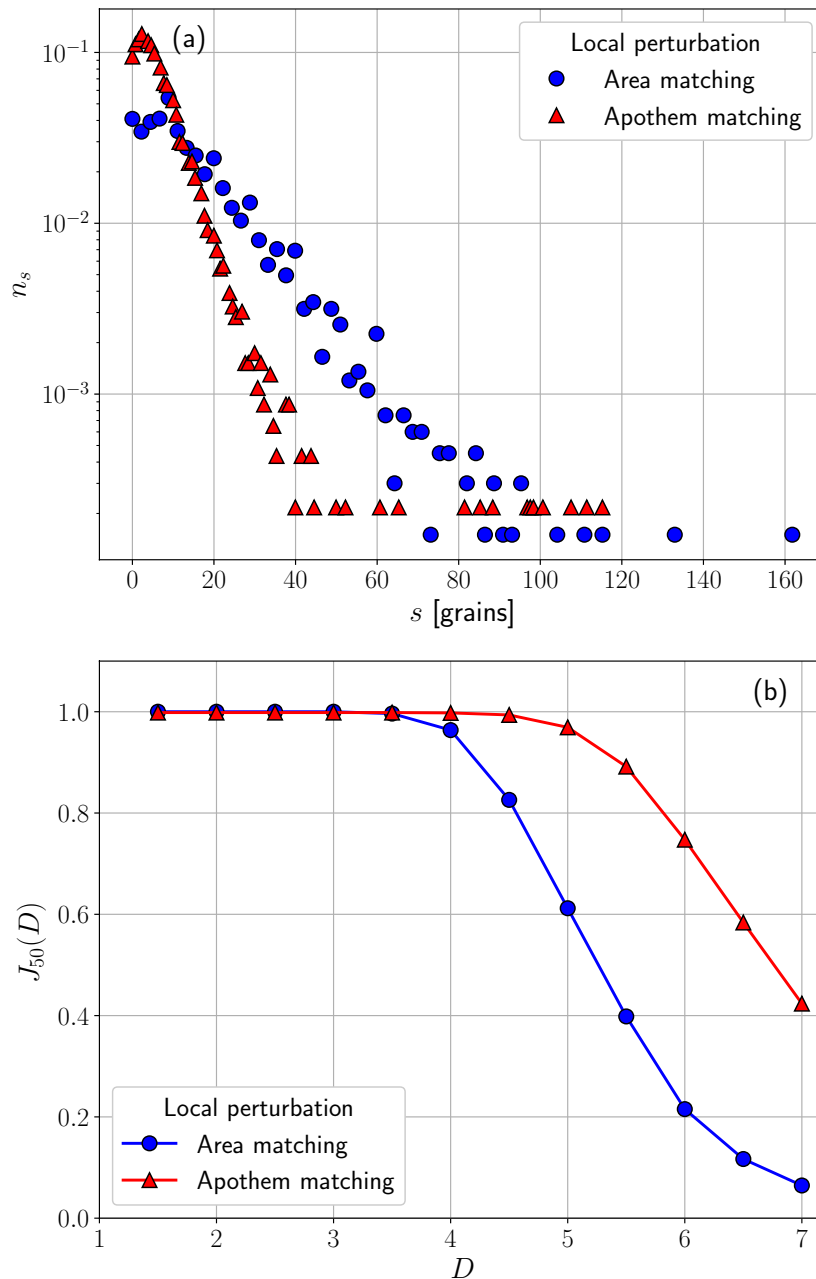 (a)
Local perturbation
Area matching
Apothem matching
10⁻¹
10⁻²
10⁻³
n_s
0 20 40 60 80 100 120 140 160
s [grains]
(b)
1.0
0.8
0.6
0.4
0.2
0.0
J₅₀(D)
Local perturbation
Area matching
Apothem matching
1 2 3 4 5 6 7
D